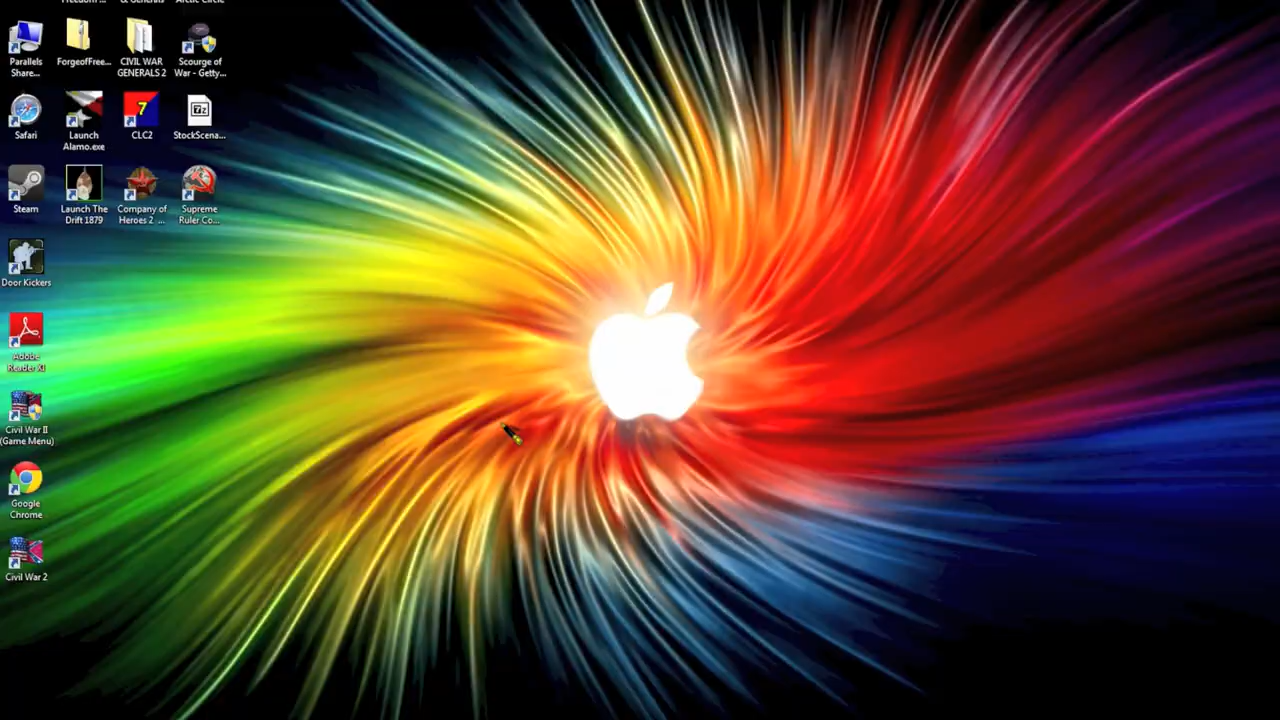 Freedom ...
& Generals
Arctic Circle
Parallels
Share...
ForgeofFree...
CIVIL WAR
GENERALS 2
Scourge of
War - Getty...
Safari
Launch
Alamo.exe
7
CLC2
7z
StockScena...
Steam
Launch The
Drift 1879
Company of
Heroes 2 ...
Supreme
Ruler Co...
Door Kickers
Adobe
Reader XI
Civil War II
(Game Menu)
Google
Chrome
Civil War 2